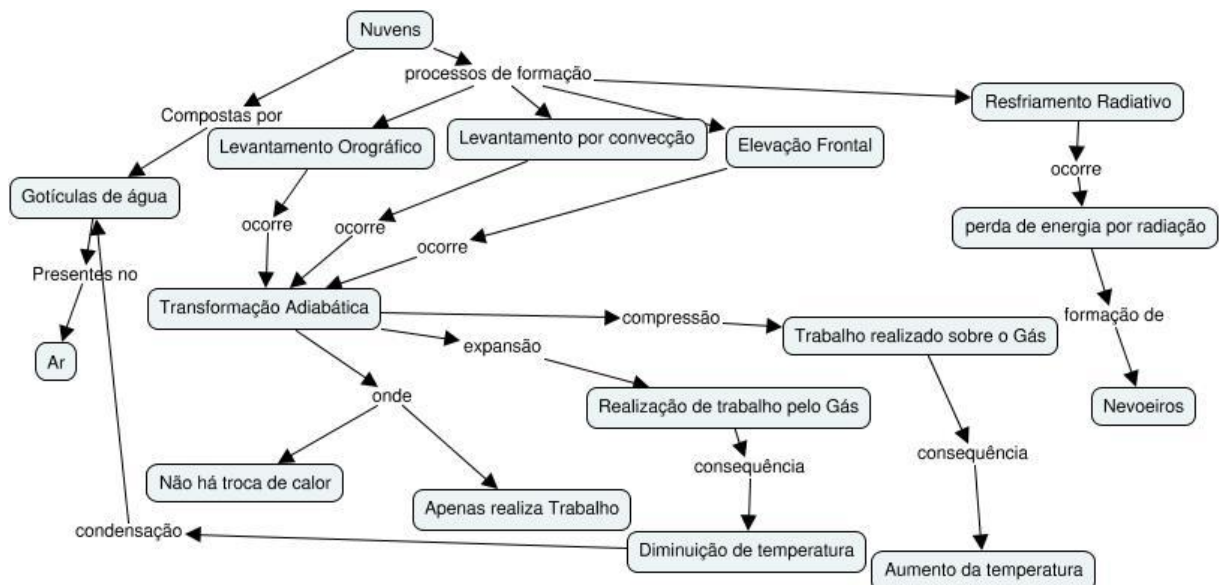 Nuvens
processos de formação
Resfriamento Radiativo
Compostas por
Levantamento Orográfico
Levantamento por convecção
Elevação Frontal
ocorre
Gotículas de água
ocorre
ocorre
ocorre
perda de energia por radiação
Presentes no
Transformação Adiabática
compressão
formação de
Ar
expansão
Trabalho realizado sobre o Gás
onde
Realização de trabalho pelo Gás
Nevoeiros
Não há troca de calor
consequência
consequência
Apenas realiza Trabalho
condensação
Diminuição de temperatura
Aumento da temperatura